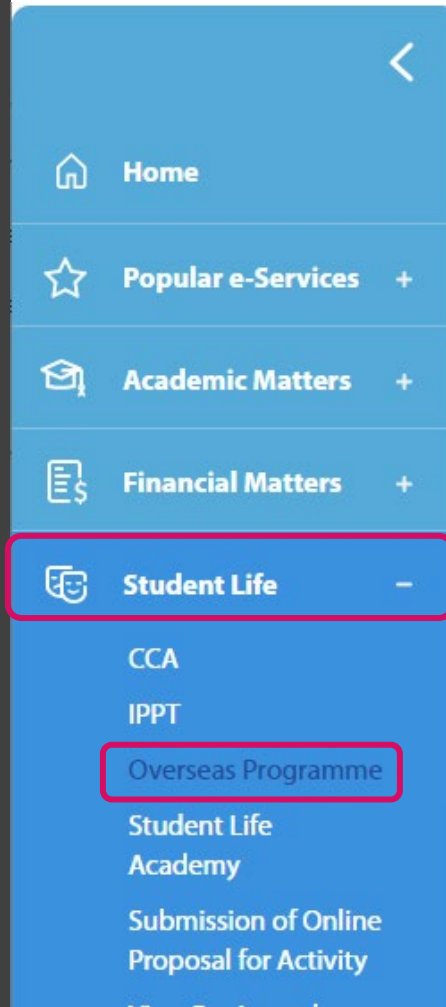 Home
Popular e-Services +
Academic Matters +
Financial Matters +
Student Life −
CCA
IPPT
Overseas Programme
Student Life
Academy
Submission of Online
Proposal for Activity